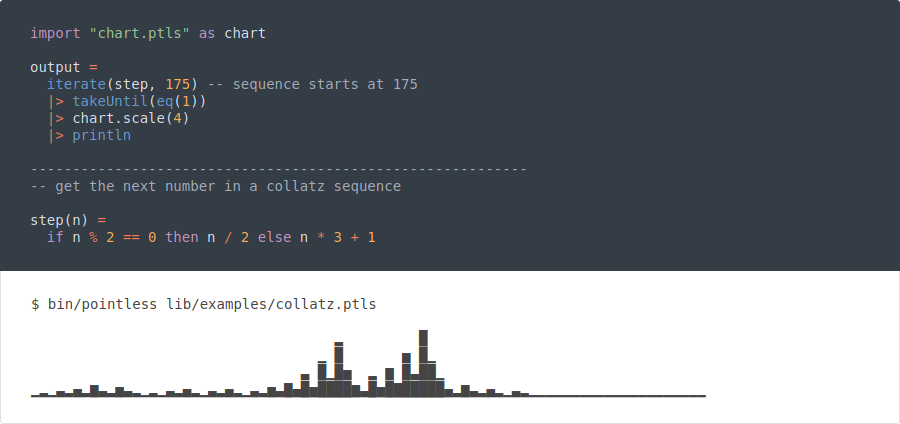 import "chart.ptls" as chart
output =
iterate(step, 175) -- sequence starts at 175
|> takeUntil(eq(1))
|> chart.scale(4)
|> println
-----------------------------------------------------------
-- get the next number in a collatz sequence
step(n) =
if n % 2 == 0 then n / 2 else n * 3 + 1
$ bin/pointless lib/examples/collatz.ptls